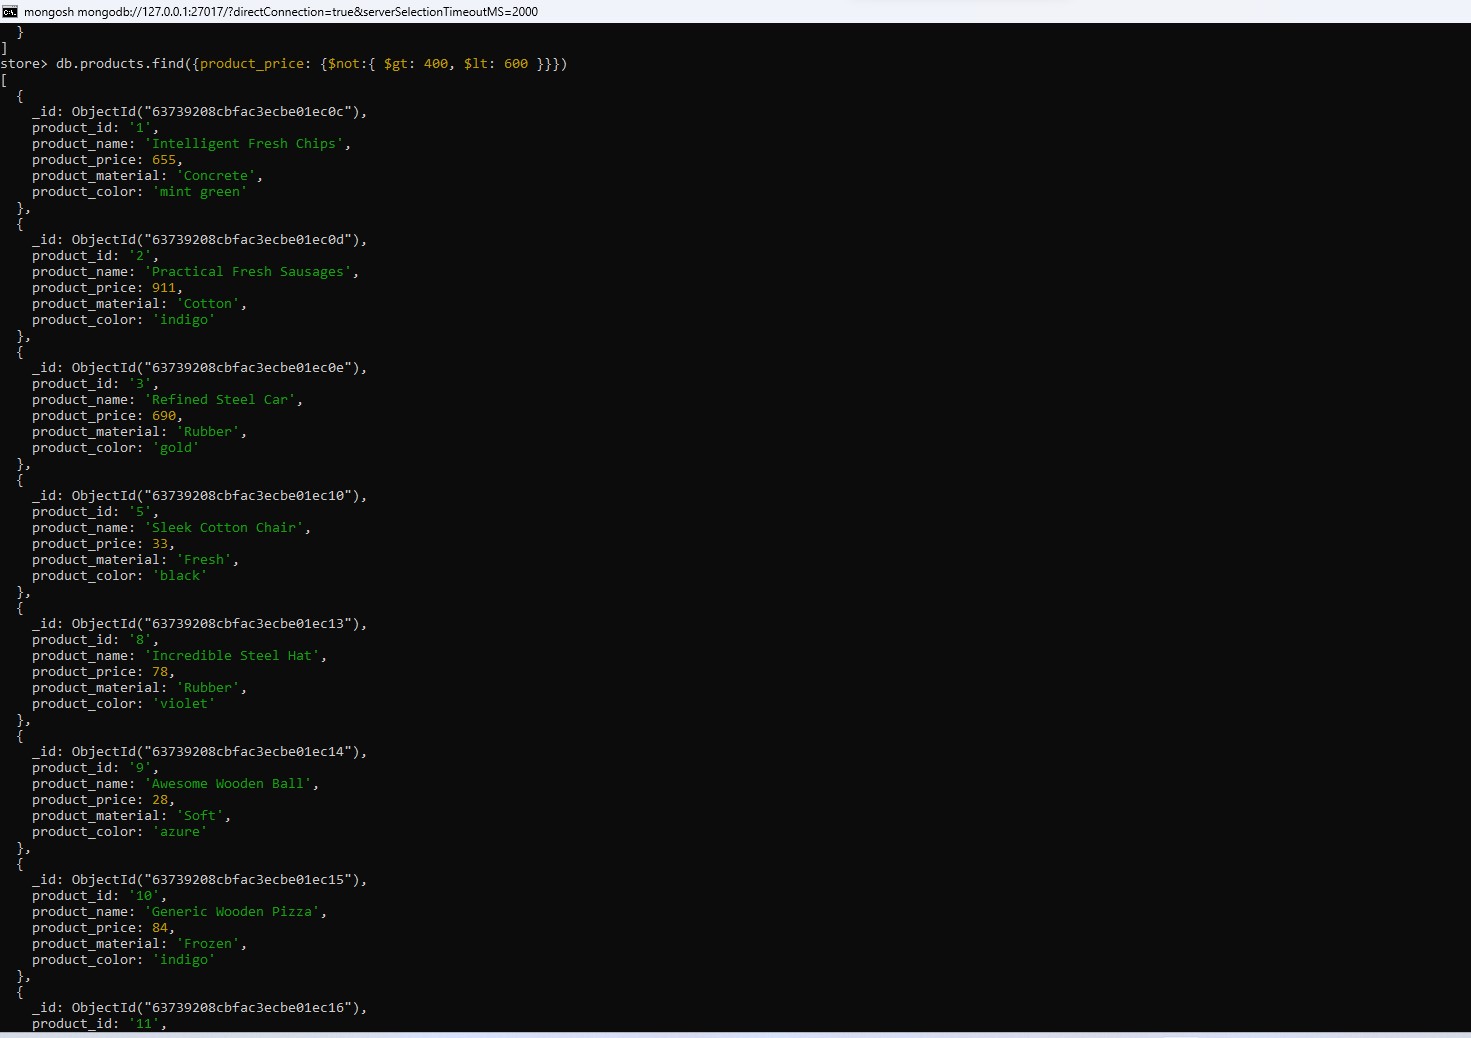 mongosh mongodb://127.0.0.1:27017/?directConnection=true&serverSelectionTimeoutMS=2000
  }
]
store> db.products.find({product_price: {$not:{ $gt: 400, $lt: 600 }}})
[
  {
    _id: ObjectId("63739208cbfac3ecbe01ec0c"),
    product_id: '1',
    product_name: 'Intelligent Fresh Chips',
    product_price: 655,
    product_material: 'Concrete',
    product_color: 'mint green'
  },
  {
    _id: ObjectId("63739208cbfac3ecbe01ec0d"),
    product_id: '2',
    product_name: 'Practical Fresh Sausages',
    product_price: 911,
    product_material: 'Cotton',
    product_color: 'indigo'
  },
  {
    _id: ObjectId("63739208cbfac3ecbe01ec0e"),
    product_id: '3',
    product_name: 'Refined Steel Car',
    product_price: 690,
    product_material: 'Rubber',
    product_color: 'gold'
  },
  {
    _id: ObjectId("63739208cbfac3ecbe01ec10"),
    product_id: '5',
    product_name: 'Sleek Cotton Chair',
    product_price: 33,
    product_material: 'Fresh',
    product_color: 'black'
  },
  {
    _id: ObjectId("63739208cbfac3ecbe01ec13"),
    product_id: '8',
    product_name: 'Incredible Steel Hat',
    product_price: 78,
    product_material: 'Rubber',
    product_color: 'violet'
  },
  {
    _id: ObjectId("63739208cbfac3ecbe01ec14"),
    product_id: '9',
    product_name: 'Awesome Wooden Ball',
    product_price: 28,
    product_material: 'Soft',
    product_color: 'azure'
  },
  {
    _id: ObjectId("63739208cbfac3ecbe01ec15"),
    product_id: '10',
    product_name: 'Generic Wooden Pizza',
    product_price: 84,
    product_material: 'Frozen',
    product_color: 'indigo'
  },
  {
    _id: ObjectId("63739208cbfac3ecbe01ec16"),
    product_id: '11',